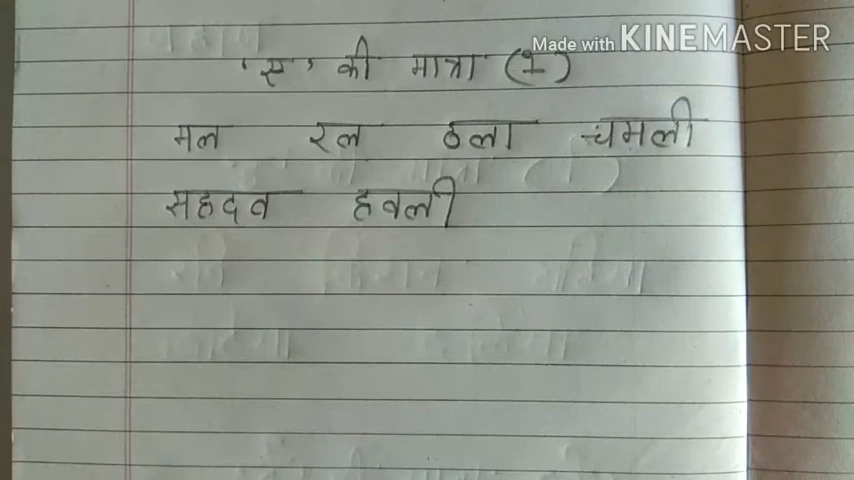 Made with KINEMASTER
'ए' की मात्रा (े)
मल रल ठला चमली
सहदव हवली